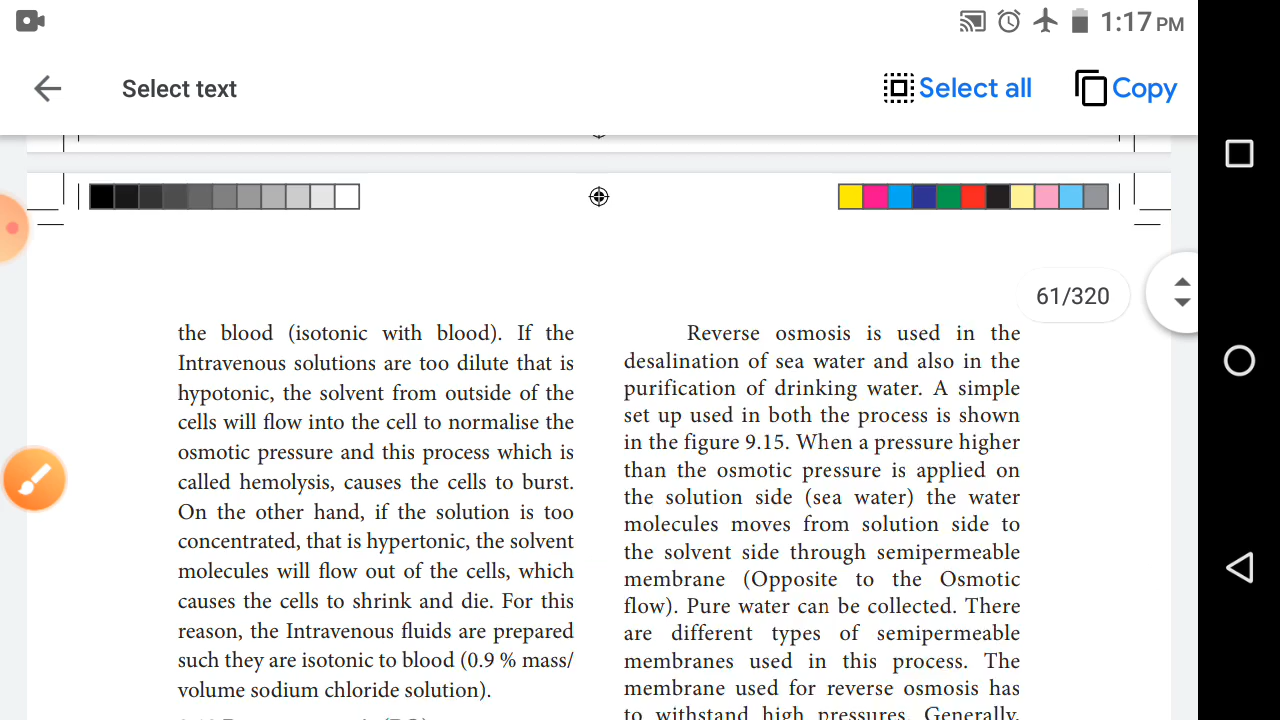 1:17 PM
Select text
Select all
Copy
61/320
the blood (isotonic with blood). If the
Intravenous solutions are too dilute that is
hypotonic, the solvent from outside of the
cells will flow into the cell to normalise the
osmotic pressure and this process which is
called hemolysis, causes the cells to burst.
On the other hand, if the solution is too
concentrated, that is hypertonic, the solvent
molecules will flow out of the cells, which
causes the cells to shrink and die. For this
reason, the Intravenous fluids are prepared
such they are isotonic to blood (0.9 % mass/
volume sodium chloride solution).
Reverse osmosis is used in the
desalination of sea water and also in the
purification of drinking water. A simple
set up used in both the process is shown
in the figure 9.15. When a pressure higher
than the osmotic pressure is applied on
the solution side (sea water) the water
molecules moves from solution side to
the solvent side through semipermeable
membrane (Opposite to the Osmotic
flow). Pure water can be collected. There
are different types of semipermeable
membranes used in this process. The
membrane used for reverse osmosis has
to withstand high pressures. Generally,